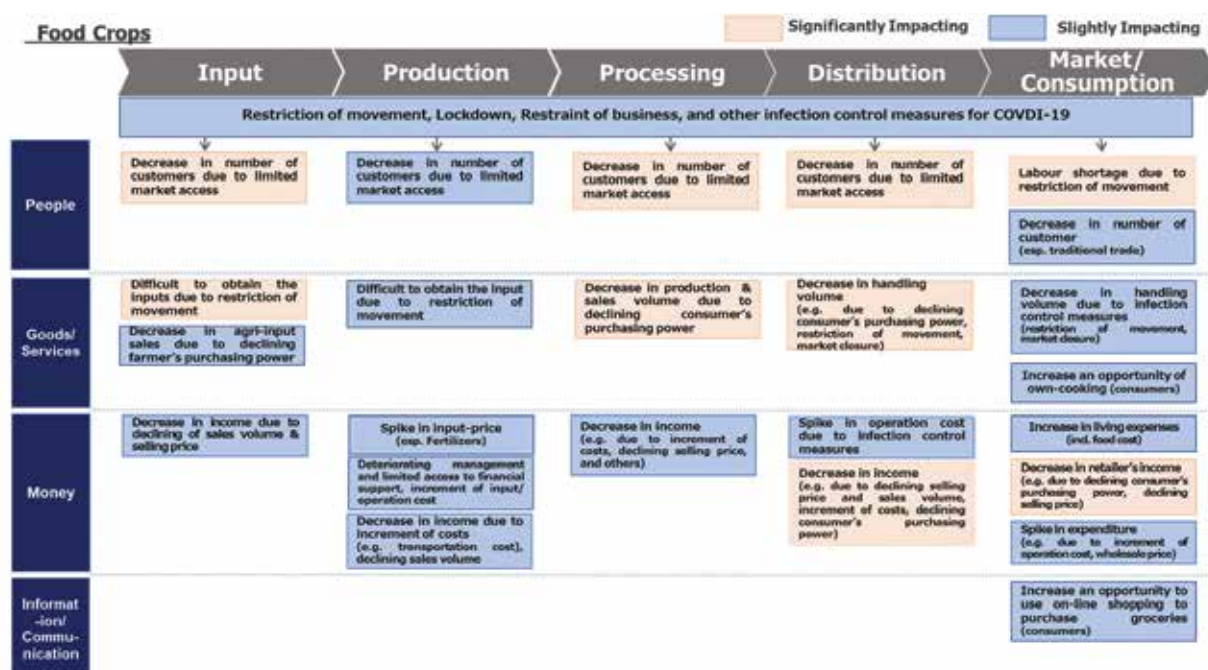 Food Crops
Significantly Impacting
Slightly Impacting
Input
Production
Processing
Distribution
Market/
Consumption
Restriction of movement, Lockdown, Restraint of business, and other infection control measures for COVDI-19
People
Decrease in number of
customers due to limited
market access
Decrease in number of
customers due to limited
market access
Decrease in number of
customers due to limited
market access
Decrease in number of
customers due to limited
market access
Labour shortage due to
restriction of movement
Decrease in number of
customer
(esp. traditional trade)
Goods/
Services
Difficult to obtain the
inputs due to restriction of
movement
Decrease in agri-input
sales due to declining
farmer's purchasing power
Difficult to obtain the input
due to restriction of
movement
Decrease in production &
sales volume due to
declining consumer's
purchasing power
Decrease in handling
volume
(e.g. due to declining
consumer's purchasing power,
restriction of movement,
market closure)
Decrease in handling
volume due to infection
control measures
(restriction of movement,
market closure)
Increase an opportunity of
own-cooking (consumers)
Money
Decrease in income due to
declining of sales volume &
selling price
Spike in input-price
(esp. Fertilizers)
Deteriorating management
and limited access to financial
support, increment of input/
operation cost
Decrease in income due to
increment of costs
(e.g. transportation cost),
declining sales volume
Decrease in income
(e.g. due to increment of
costs, declining selling price,
and others)
Spike in operation cost
due to infection control
measures
Decrease in income
(e.g. due to declining selling
price and sales volume,
increment of costs, declining
consumer's purchasing
power)
Increase in living expenses
(incl. food cost)
Decrease in retailer's income
(e.g. due to declining consumer's
purchasing power, declining
selling price)
Spike in expenditure
(e.g. due to increment of
operation cost, wholesale price)
Informat
-ion/
Commu-
nication
Increase an opportunity to
use on-line shopping to
purchase groceries
(consumers)